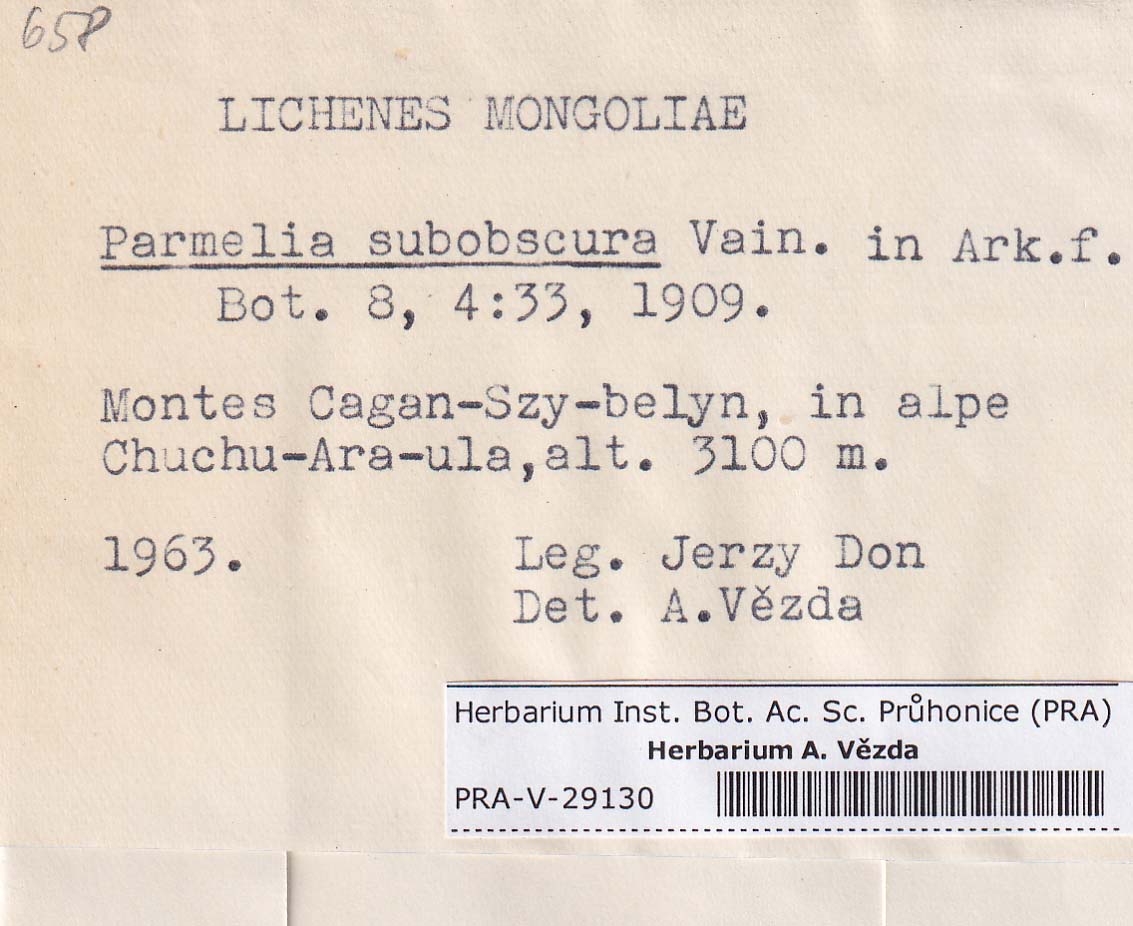 LICHENES MONGOLIAE
Parmelia subobscura Vain. in Ark.f.
Bot. 8, 4:33, 1909.
Montes Cagan-Szy-belyn, in alpe
Chuchu-Ara-ula,alt. 3100 m.
1963. Leg. Jerzy Don
Det. A.Vězda
Herbarium Inst. Bot. Ac. Sc. Průhonice (PRA)
Herbarium A. Vězda
PRA-V-29130